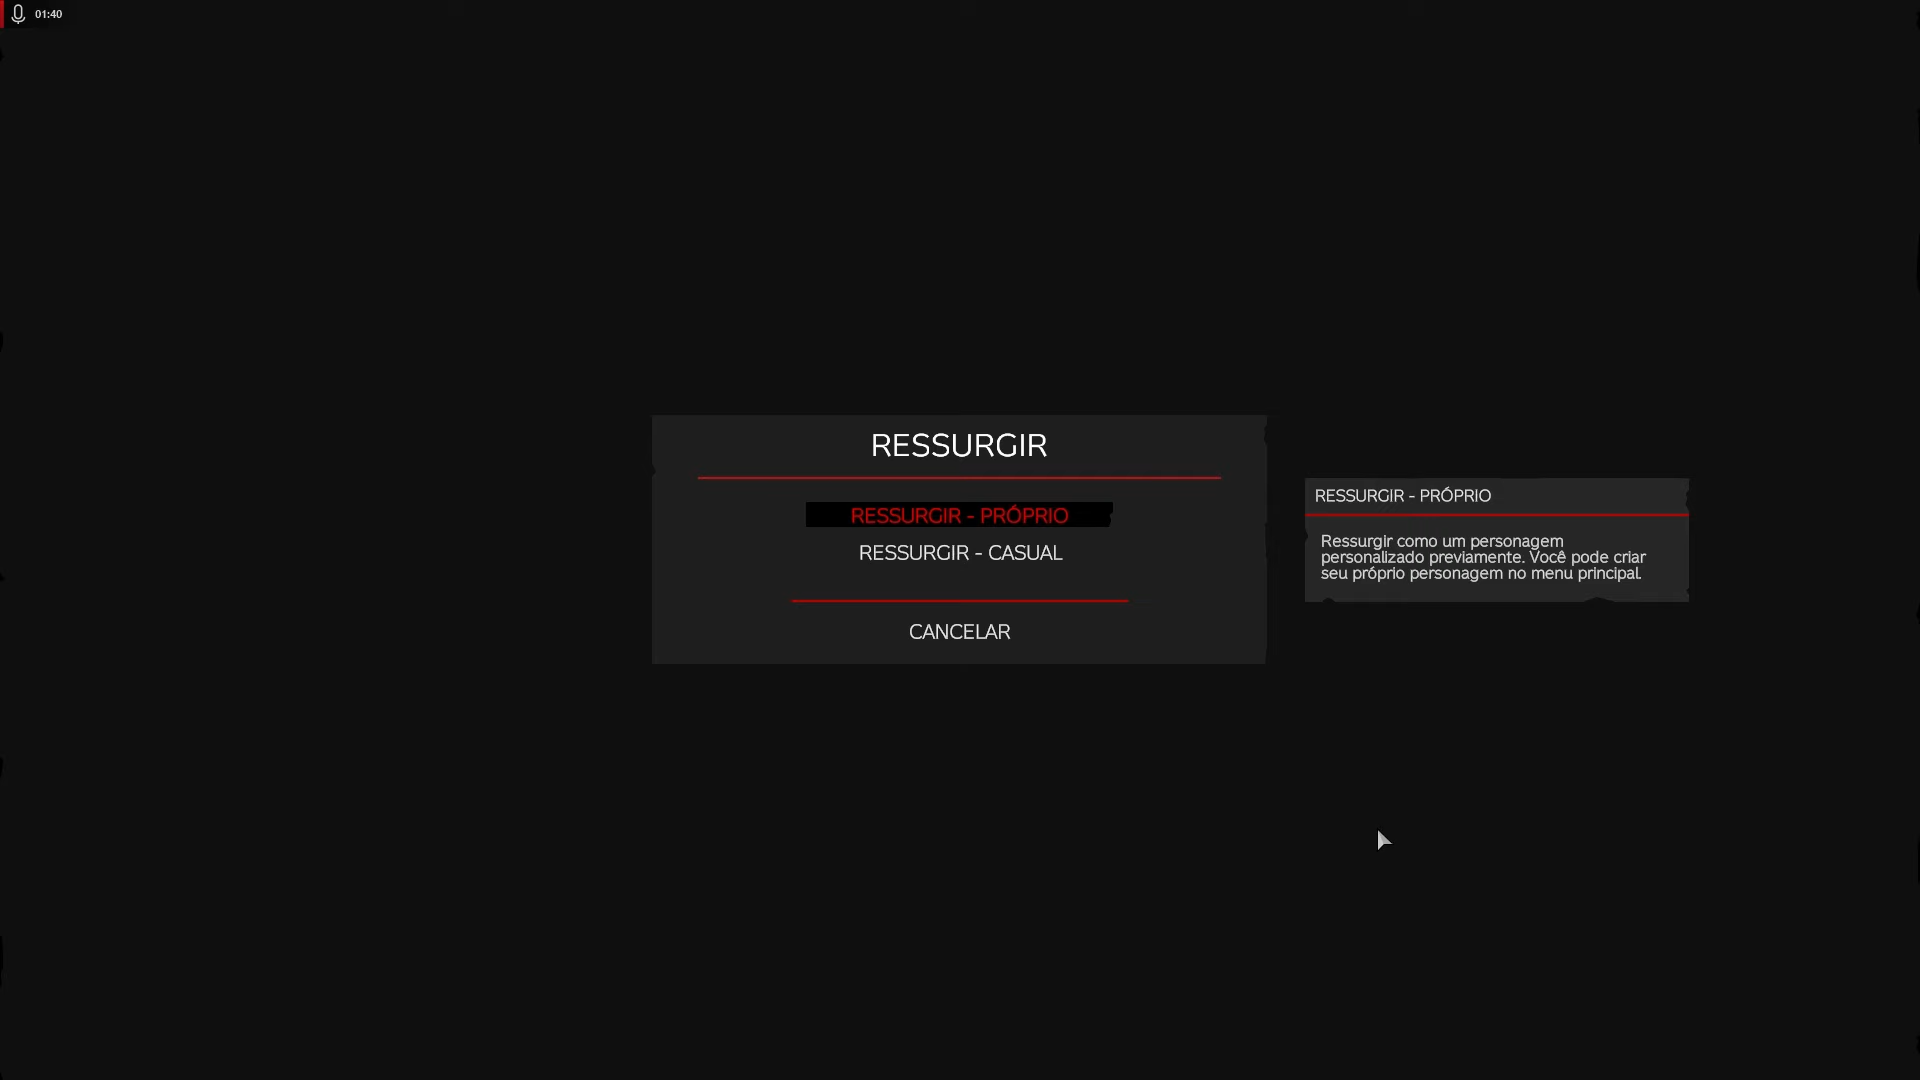 01:40
RESSURGIR
RESSURGIR - PRÓPRIO
RESSURGIR - CASUAL
CANCELAR
RESSURGIR - PRÓPRIO
Ressurgir como um personagem
personalizado previamente. Você pode criar
seu próprio personagem no menu principal.